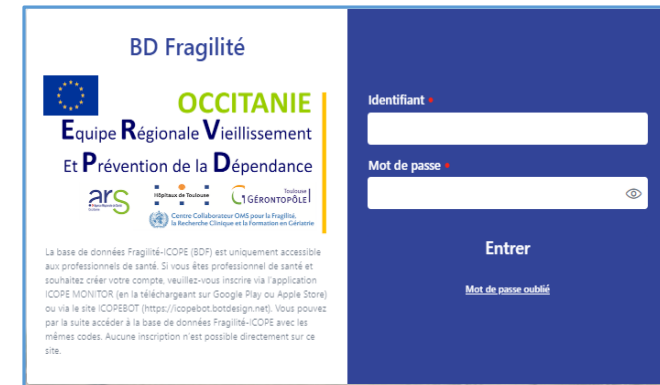 BD Fragilité
OCCITANIE
Equipe Régionale Vieillissement
Et Prévention de la Dépendance
ars
Hôpitaux de Toulouse
Toulouse
GÉRONTOPÔLE
Centre Collaborateur OMS pour la Fragilité,
la Recherche Clinique et la Formation en Gériatrie
La base de données Fragilité-ICOPE (BDF) est uniquement accessible
aux professionnels de santé. Si vous êtes professionnel de santé et
souhaitez créer votre compte, veuillez-vous inscrire via l'application
ICOPE MONITOR (en la téléchargeant sur Google Play ou Apple Store)
ou via le site ICOPEBOT (https://icopebot.botdesign.net). Vous pouvez
par la suite accéder à la base de données Fragilité-ICOPE avec les
mêmes codes. Aucune inscription n'est possible directement sur ce
site.
Identifiant
Mot de passe
Entrer
Mot de passe oublié